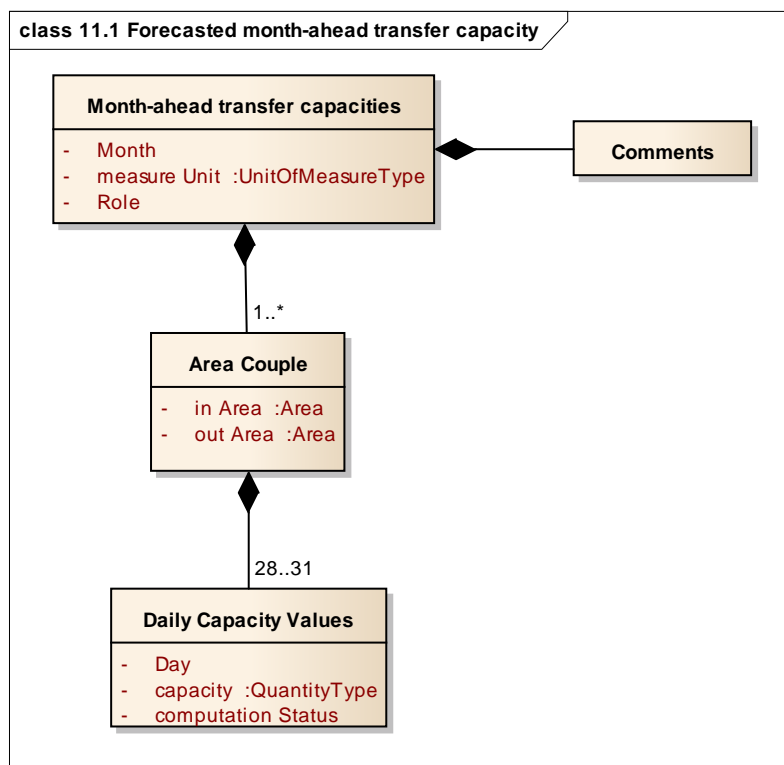 class 11.1 Forecasted month-ahead transfer capacity
Month-ahead transfer capacities
- Month
- measure Unit :UnitOfMeasureType
- Role
Comments
1..*
Area Couple
- in Area :Area
- out Area :Area
28..31
Daily Capacity Values
- Day
- capacity :QuantityType
- computation Status